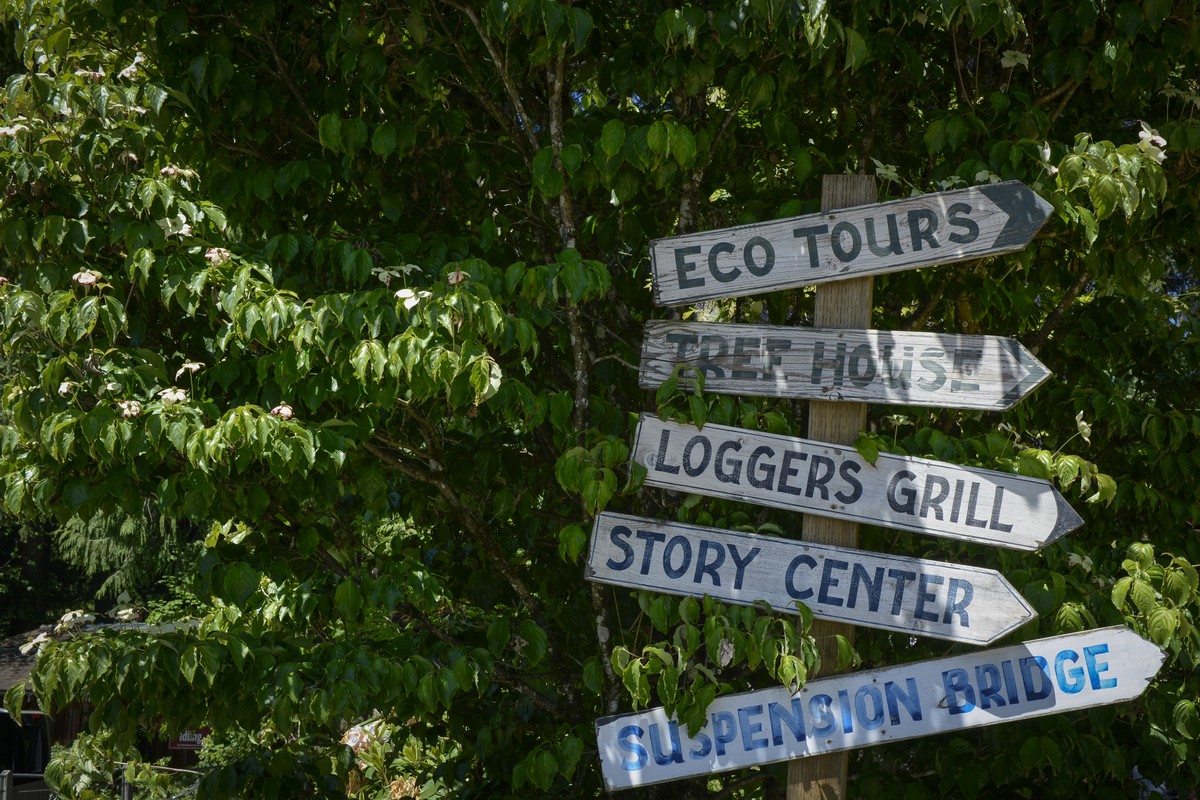 ECO TOURS
TREE HOUSE
LOGGERS GRILL
STORY CENTER
SUSPENSION BRIDGE